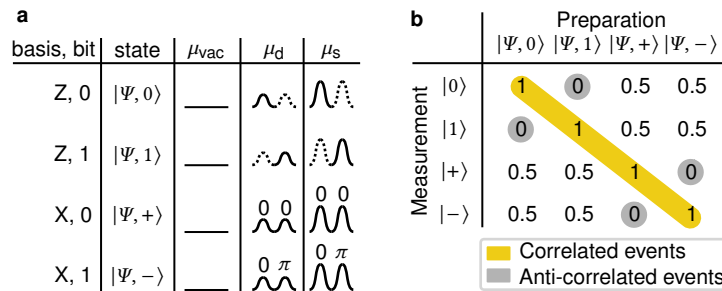 a
basis, bit state μvac μd μs
Z, 0 |Ψ, 0⟩
Z, 1 |Ψ, 1⟩
X, 0 |Ψ, +⟩ 0 0 0 0
X, 1 |Ψ, −⟩ 0 π 0 π
b
Preparation
|Ψ, 0⟩ |Ψ, 1⟩ |Ψ, +⟩ |Ψ, −⟩
Measurement
|0⟩ 1 0 0.5 0.5
|1⟩ 0 1 0.5 0.5
|+⟩ 0.5 0.5 1 0
|−⟩ 0.5 0.5 0 1
Correlated events
Anti-correlated events